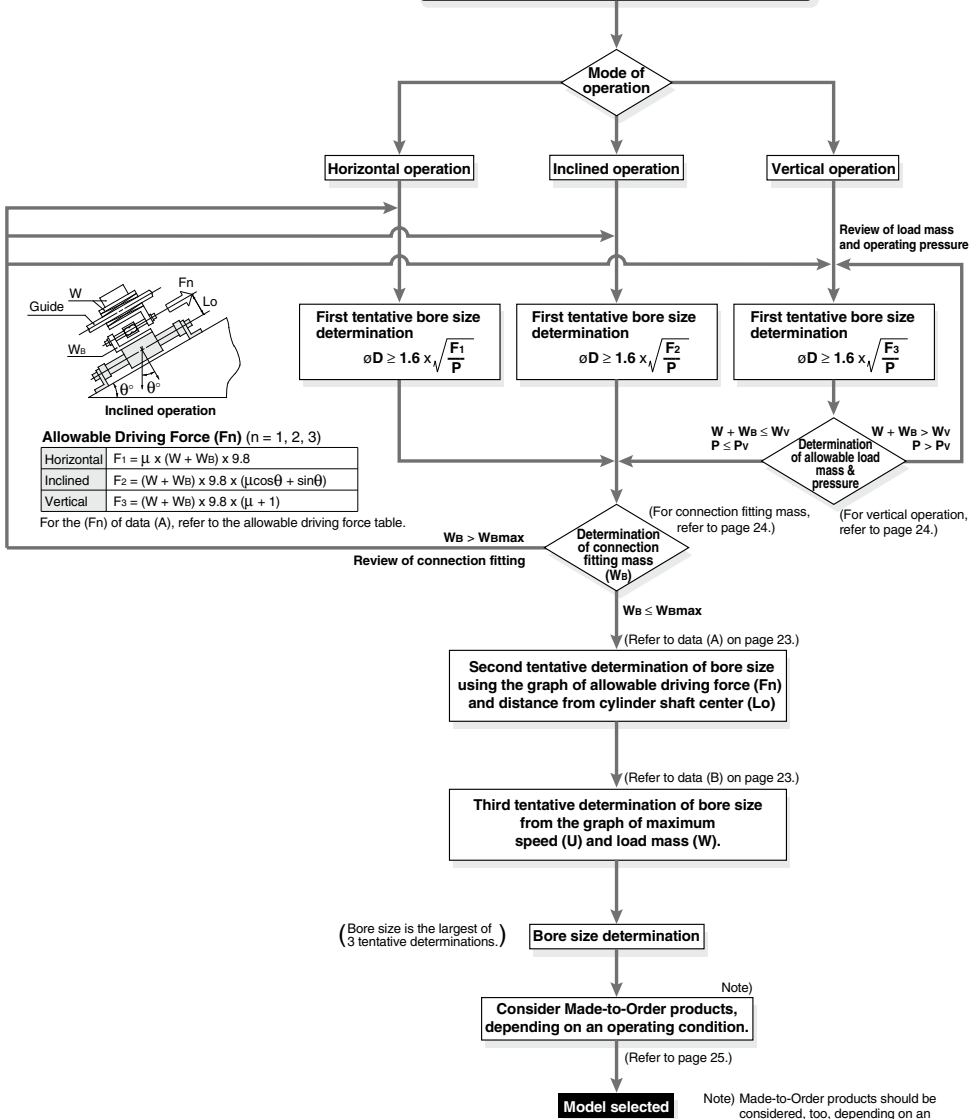 Mode of
operation
Horizontal operation
Inclined operation
Vertical operation
Review of load mass
and operating pressure
W
Guide
WB
Fn
Lo
θ° θ°
Inclined operation
First tentative bore size
determination
øD ≥ 1.6 x √F1/P
First tentative bore size
determination
øD ≥ 1.6 x √F2/P
First tentative bore size
determination
øD ≥ 1.6 x √F3/P
Allowable Driving Force (Fn) (n = 1, 2, 3)
Horizontal F1 = μ x (W + WB) x 9.8
Inclined F2 = (W + WB) x 9.8 x (μcosθ + sinθ)
Vertical F3 = (W + WB) x 9.8 x (μ + 1)
For the (Fn) of data (A), refer to the allowable driving force table.
W + WB ≤ WV
P ≤ PV
Determination
of allowable load
mass &
pressure
W + WB > WV
P > PV
(For connection fitting mass,
refer to page 24.)
(For vertical operation,
refer to page 24.)
WB > WBmax
Review of connection fitting
Determination
of connection
fitting mass
(WB)
WB ≤ WBmax
(Refer to data (A) on page 23.)
Second tentative determination of bore size
using the graph of allowable driving force (Fn)
and distance from cylinder shaft center (Lo)
(Refer to data (B) on page 23.)
Third tentative determination of bore size
from the graph of maximum
speed (U) and load mass (W).
(Bore size is the largest of
3 tentative determinations.)
Bore size determination
Note)
Consider Made-to-Order products,
depending on an operating condition.
(Refer to page 25.)
Model selected
Note) Made-to-Order products should be
considered, too, depending on an